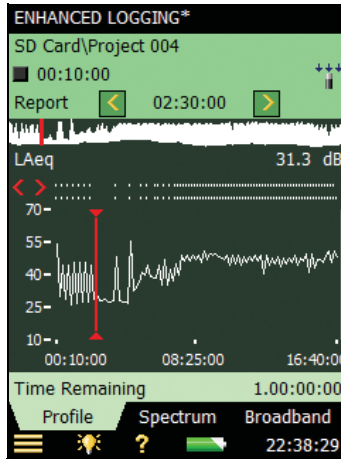 ENHANCED LOGGING*
SD Card\Project 004
00:10:00
Report < 02:30:00 >
LAeq 31.3 dB
< >
70
55
40
25
10
00:10:00 08:25:00 16:40:0
Time Remaining 1.00:00:00
Profile Spectrum Broadband
? 22:38:29